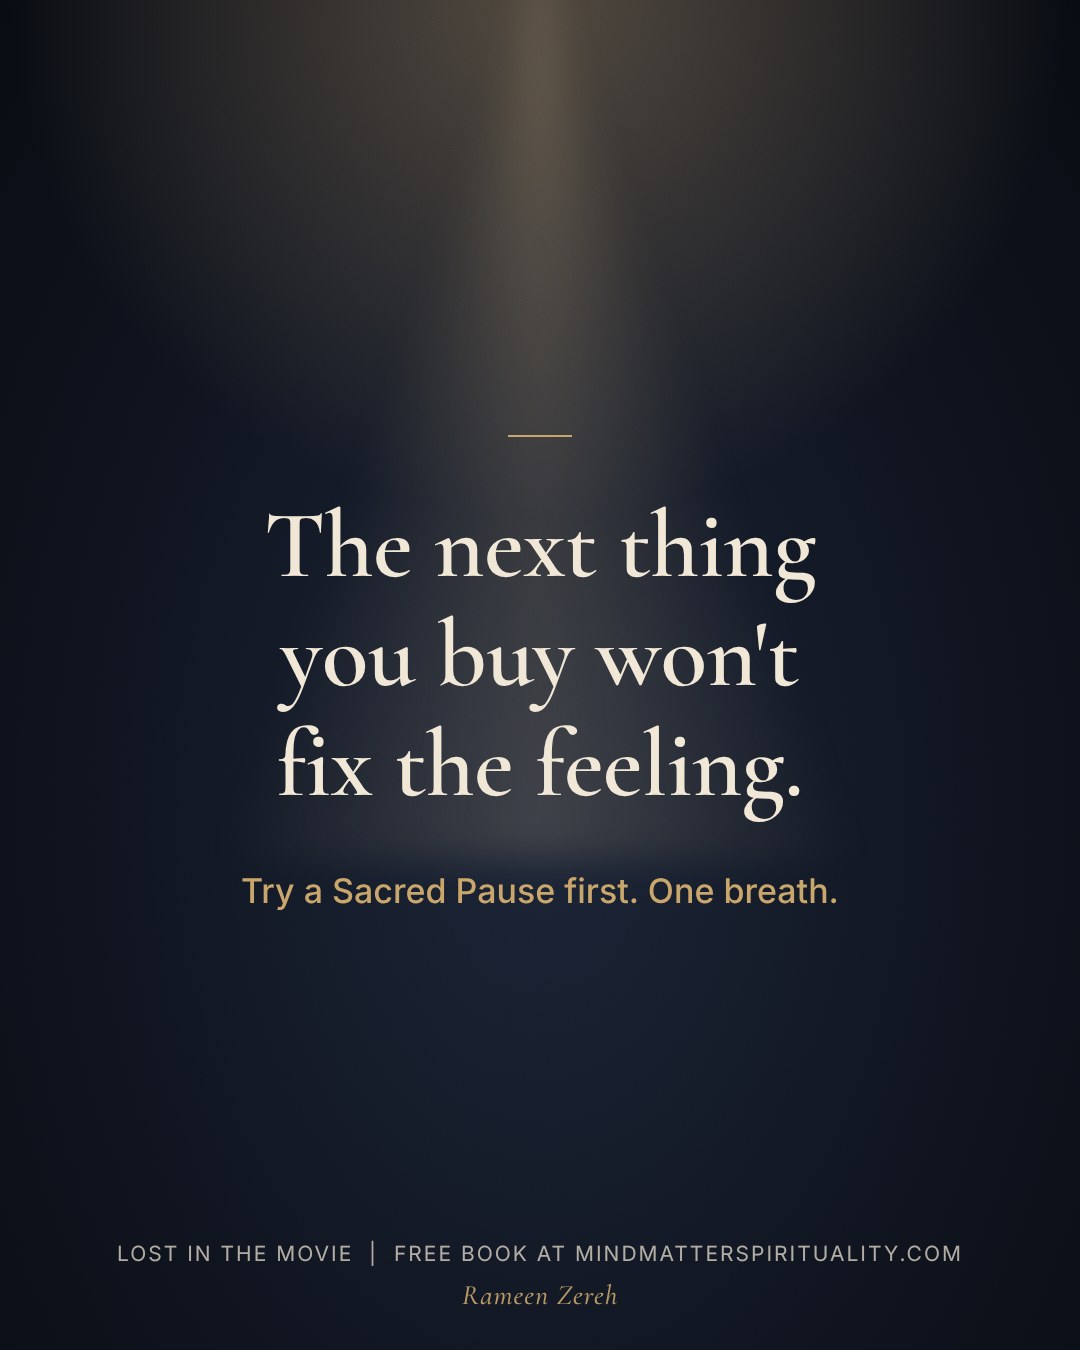 The next thing
you buy won't
fix the feeling.
Try a Sacred Pause first. One breath.
LOST IN THE MOVIE | FREE BOOK AT MINDMATTERSPIRITUALITY.COM
Rameen Zereh